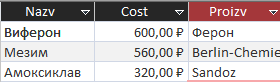 Nazv Cost Proizv
Виферон 600,00 ₽ Ферон
Мезим 560,00 ₽ Berlin-Chemie
Амоксиклав 320,00 ₽ Sandoz